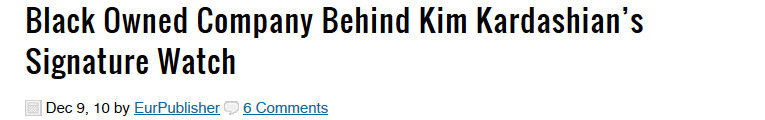 Black Owned Company Behind Kim Kardashian’s
Signature Watch
Dec 9, 10 by EurPublisher 6 Comments